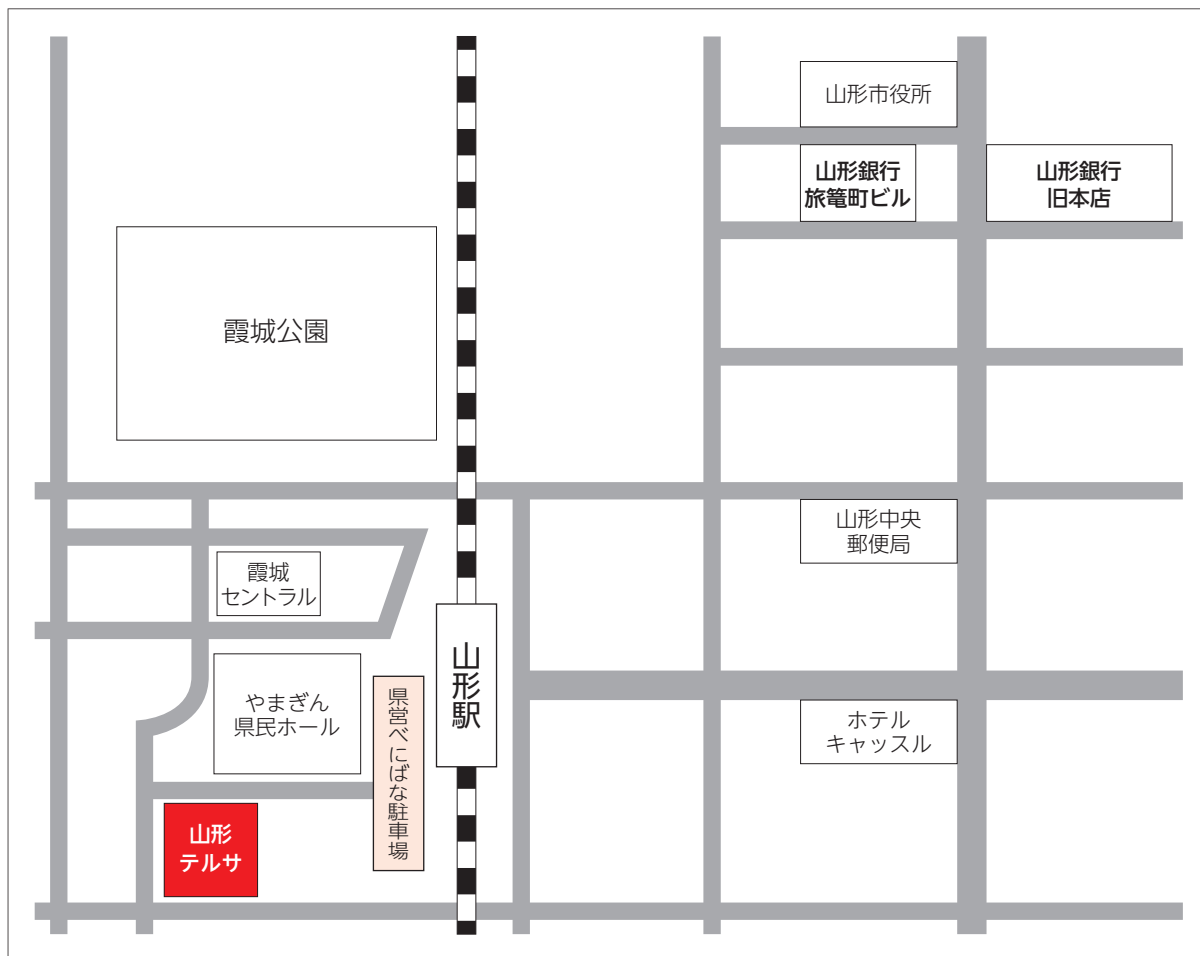 山形市役所
山形銀行
旅篭町ビル
山形銀行
旧本店
霞城公園
山形中央
郵便局
霞城
セントラル
山形駅
やまぎん
県民ホール
県営べにばな駐車場
ホテル
キャッスル
山形
テルサ